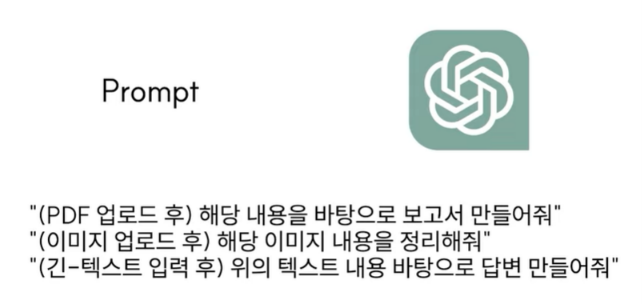 Prompt
"(PDF 업로드 후) 해당 내용을 바탕으로 보고서 만들어줘"
"(이미지 업로드 후) 해당 이미지 내용을 정리해줘"
"(긴-텍스트 입력 후) 위의 텍스트 내용 바탕으로 답변 만들어줘"